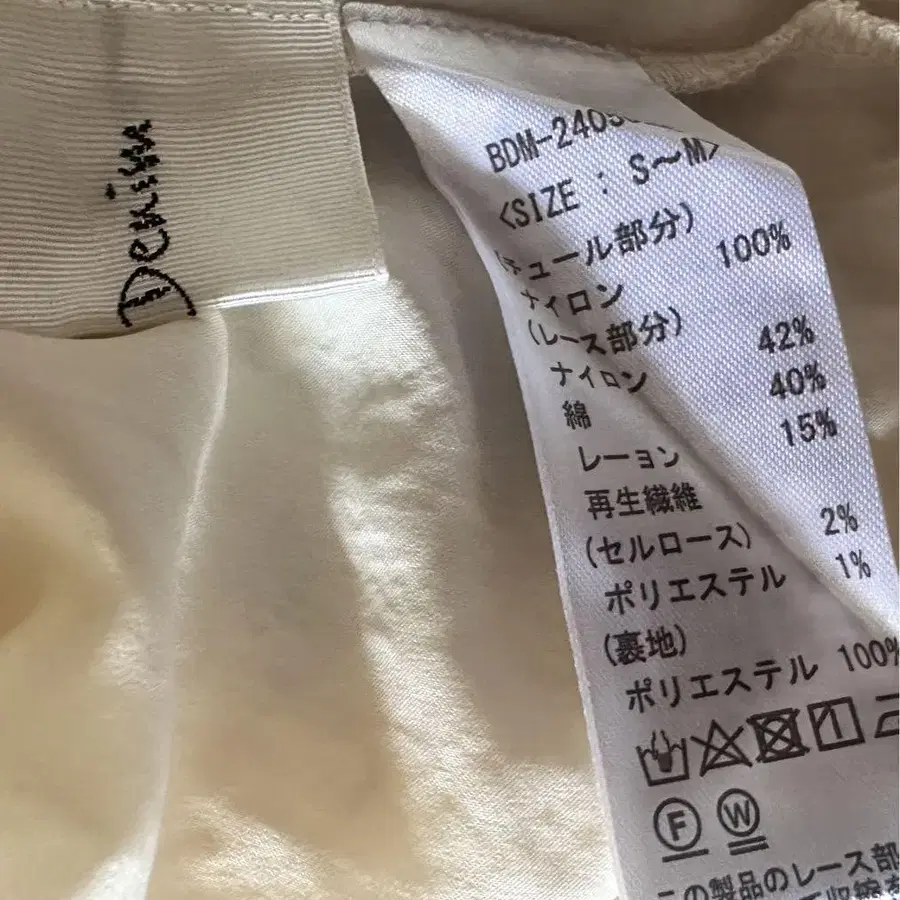 Denim
BDM-2403
<SIZE : S～M>
(チュール部分)
ナイロン 100%
(レース部分)
ナイロン 42%
綿 40%
レーヨン 15%
再生繊維
(セルロース) 2%
ポリエステル 1%
(裏地)
ポリエステル 100%
F W
この製品のレース部